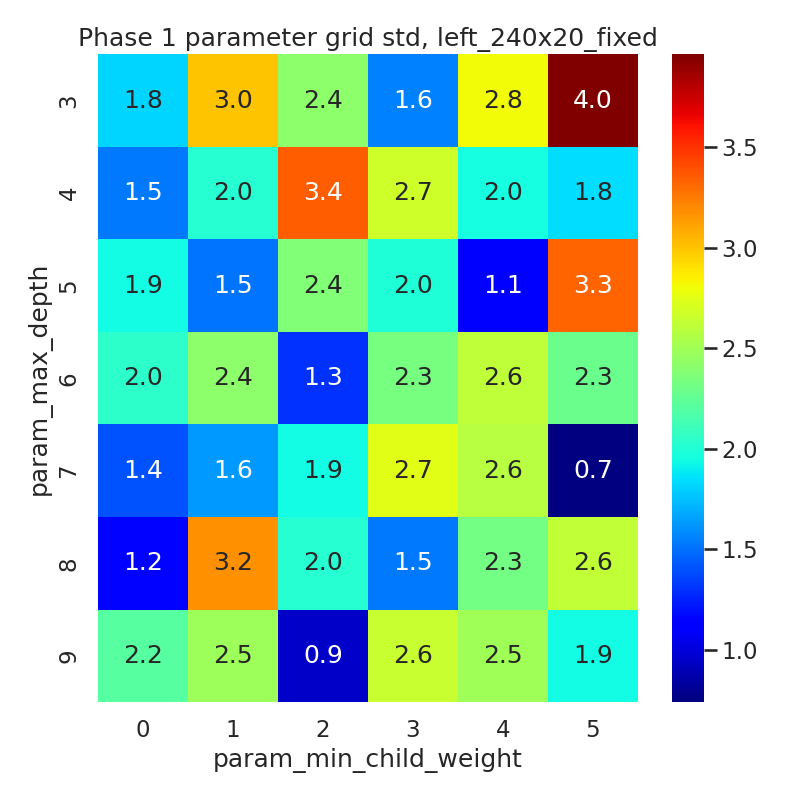 Phase 1 parameter grid std, left_240x20_fixed
param_max_depth
3 1.8 3.0 2.4 1.6 2.8 4.0
4 1.5 2.0 3.4 2.7 2.0 1.8
5 1.9 1.5 2.4 2.0 1.1 3.3
6 2.0 2.4 1.3 2.3 2.6 2.3
7 1.4 1.6 1.9 2.7 2.6 0.7
8 1.2 3.2 2.0 1.5 2.3 2.6
9 2.2 2.5 0.9 2.6 2.5 1.9
0 1 2 3 4 5
param_min_child_weight
3.5
3.0
2.5
2.0
1.5
1.0